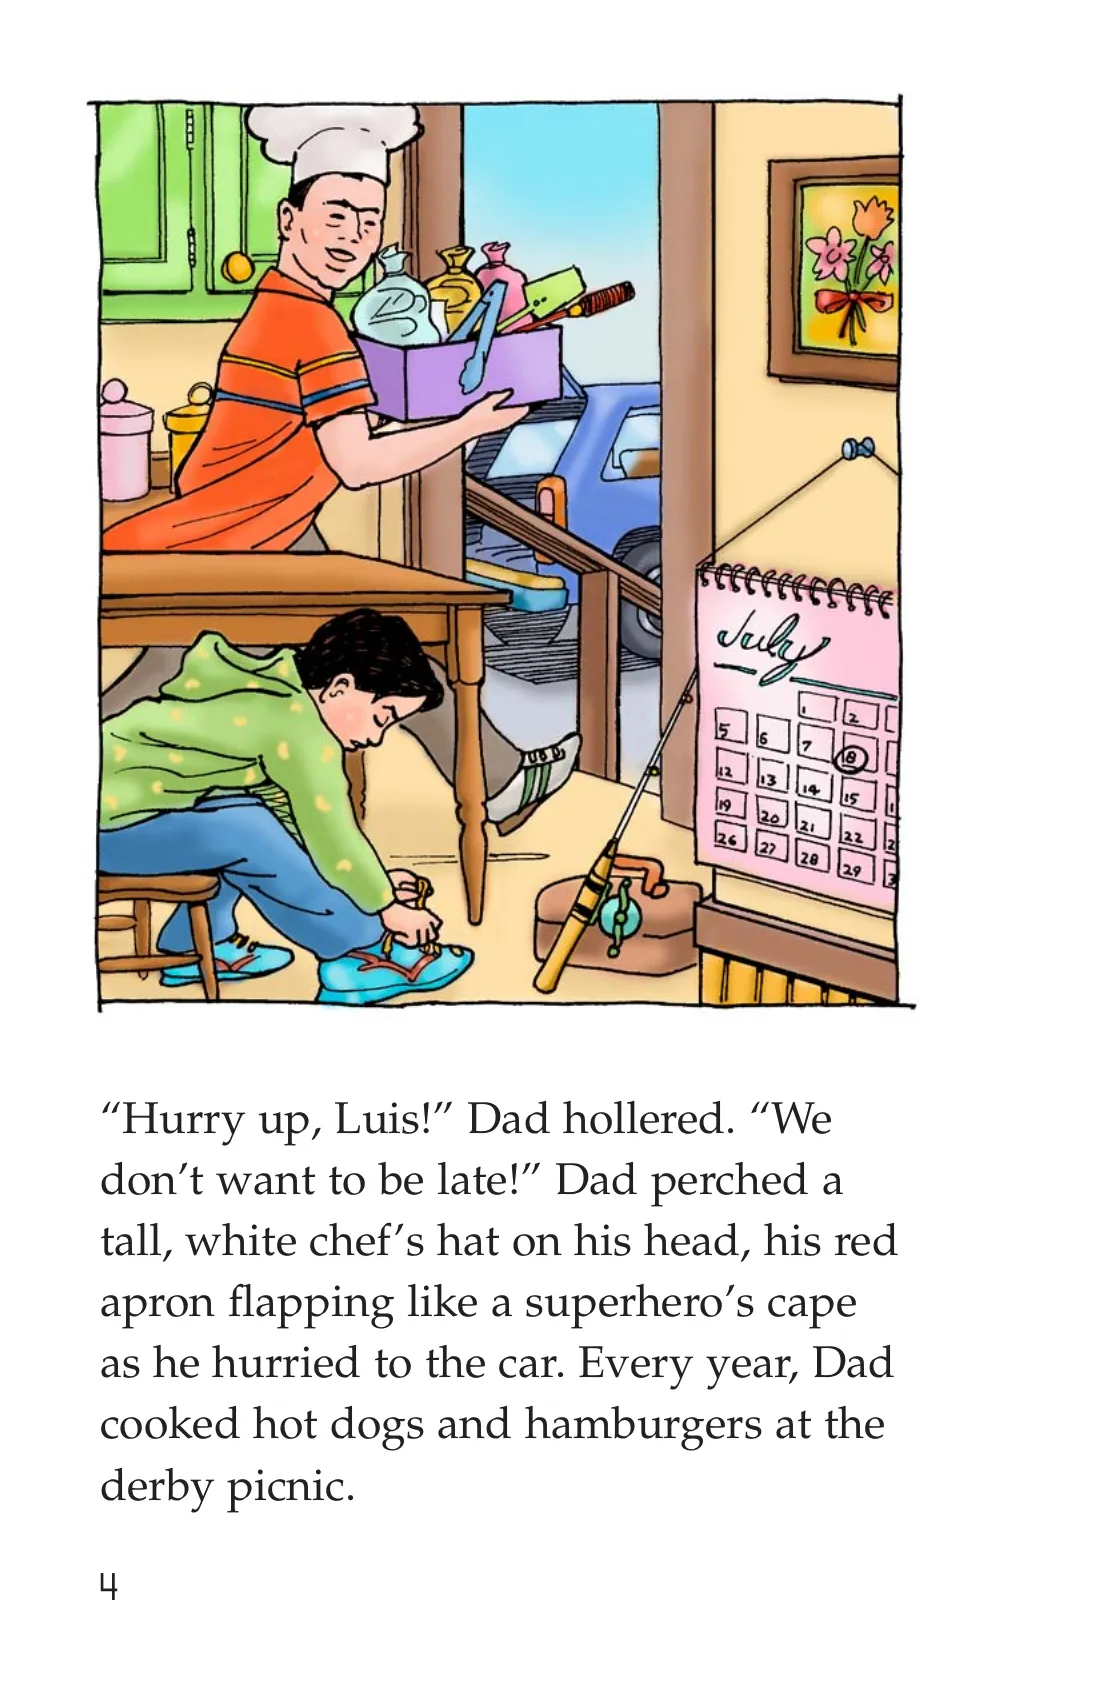 July
1 2
5 6 7 8
12 13 14 15
19 20 21 22
26 27 28 29 3
“Hurry up, Luis!” Dad hollered. “We
don’t want to be late!” Dad perched a
tall, white chef’s hat on his head, his red
apron flapping like a superhero’s cape
as he hurried to the car. Every year, Dad
cooked hot dogs and hamburgers at the
derby picnic.
4